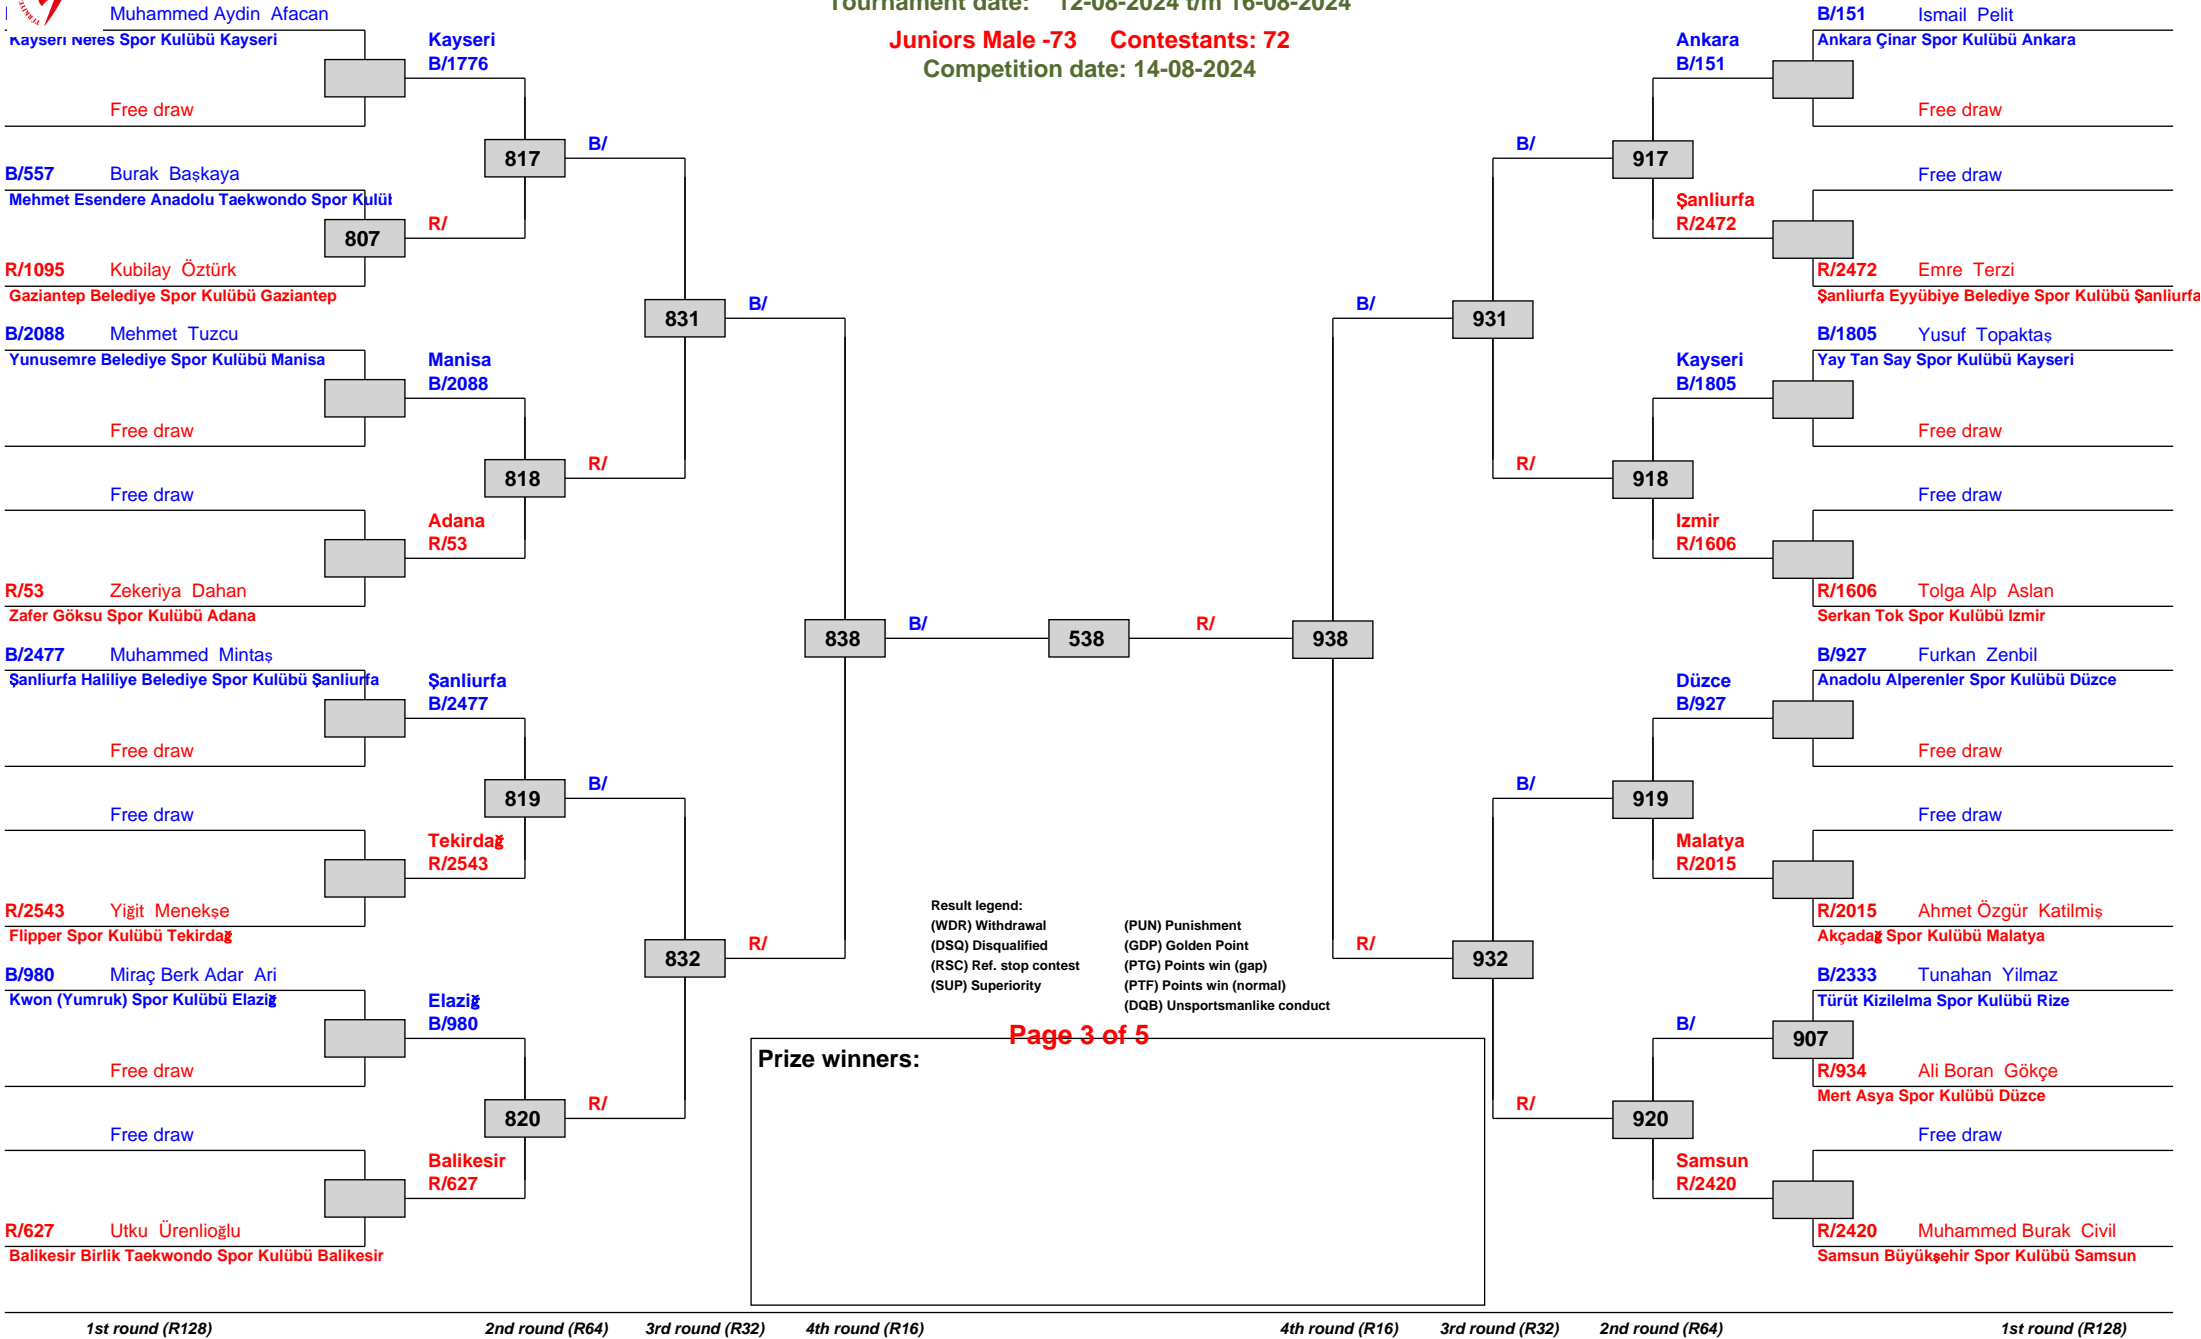 Tournament date: 12-08-2024 t/m 16-08-2024
Juniors Male -73 Contestants: 72
Competition date: 14-08-2024
Muhammed Aydin Afacan
Kayseri Nefes Spor Kulübü Kayseri
Free draw
Kayseri
B/1776
B/557 Burak Başkaya
Mehmet Esendere Anadolu Taekwondo Spor Kulüb
807
R/1095 Kubilay Öztürk
Gaziantep Belediye Spor Kulübü Gaziantep
R/
817
B/
B/2088 Mehmet Tuzcu
Yunusemre Belediye Spor Kulübü Manisa
Free draw
Manisa
B/2088
Free draw
R/53 Zekeriya Dahan
Zafer Göksu Spor Kulübü Adana
Adana
R/53
818
R/
831
B/
B/2477 Muhammed Mintaş
Şanliurfa Haliliye Belediye Spor Kulübü Şanliurfa
Free draw
Şanliurfa
B/2477
Free draw
R/2543 Yiğit Menekşe
Flipper Spor Kulübü Tekirdağ
Tekirdağ
R/2543
819
B/
B/980 Miraç Berk Adar Ari
Kwon (Yumruk) Spor Kulübü Elaziğ
Free draw
Elaziğ
B/980
Free draw
R/627 Utku Ürenlioğlu
Balikesir Birlik Taekwondo Spor Kulübü Balikesir
Balikesir
R/627
820
R/
832
R/
838
B/
538
R/
938
B/
R/
931
B/
R/
932
B/
R/
917
918
919
920
Ankara
B/151
B/151 Ismail Pelit
Ankara Çinar Spor Kulübü Ankara
Free draw
Free draw
Şanliurfa
R/2472
R/2472 Emre Terzi
Şanliurfa Eyyübiye Belediye Spor Kulübü Şanliurfa
B/1805 Yusuf Topaktaş
Yay Tan Say Spor Kulübü Kayseri
Kayseri
B/1805
Free draw
Free draw
Izmir
R/1606
R/1606 Tolga Alp Aslan
Serkan Tok Spor Kulübü Izmir
B/927 Furkan Zenbil
Anadolu Alperenler Spor Kulübü Düzce
Düzce
B/927
Free draw
Free draw
Malatya
R/2015
R/2015 Ahmet Özgür Katilmiş
Akçadağ Spor Kulübü Malatya
B/2333 Tunahan Yilmaz
Türüt Kizilelma Spor Kulübü Rize
B/
907
R/934 Ali Boran Gökçe
Mert Asya Spor Kulübü Düzce
Free draw
Samsun
R/2420
R/2420 Muhammed Burak Civil
Samsun Büyükşehir Spor Kulübü Samsun
Result legend:
(WDR) Withdrawal (PUN) Punishment
(DSQ) Disqualified (GDP) Golden Point
(RSC) Ref. stop contest (PTG) Points win (gap)
(SUP) Superiority (PTF) Points win (normal)
(DQB) Unsportsmanlike conduct
Page 3 of 5
Prize winners:
1st round (R128) 2nd round (R64) 3rd round (R32) 4th round (R16) 4th round (R16) 3rd round (R32) 2nd round (R64) 1st round (R128)